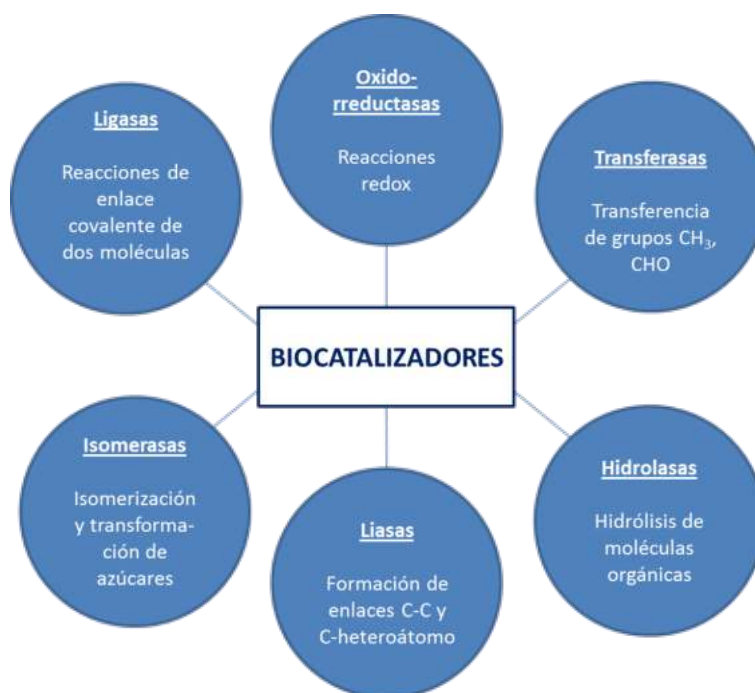 Oxido-
rreductasas
Reacciones
redox
Ligasas
Reacciones de
enlace
covalente de
dos moléculas
Transferasas
Transferencia
de grupos CH₃,
CHO
BIOCATALIZADORES
Isomerasas
Isomerización
y transforma-
ción de
azúcares
Liasas
Formación de
enlaces C-C y
C-heteroátomo
Hidrolasas
Hidrólisis de
moléculas
orgánicas